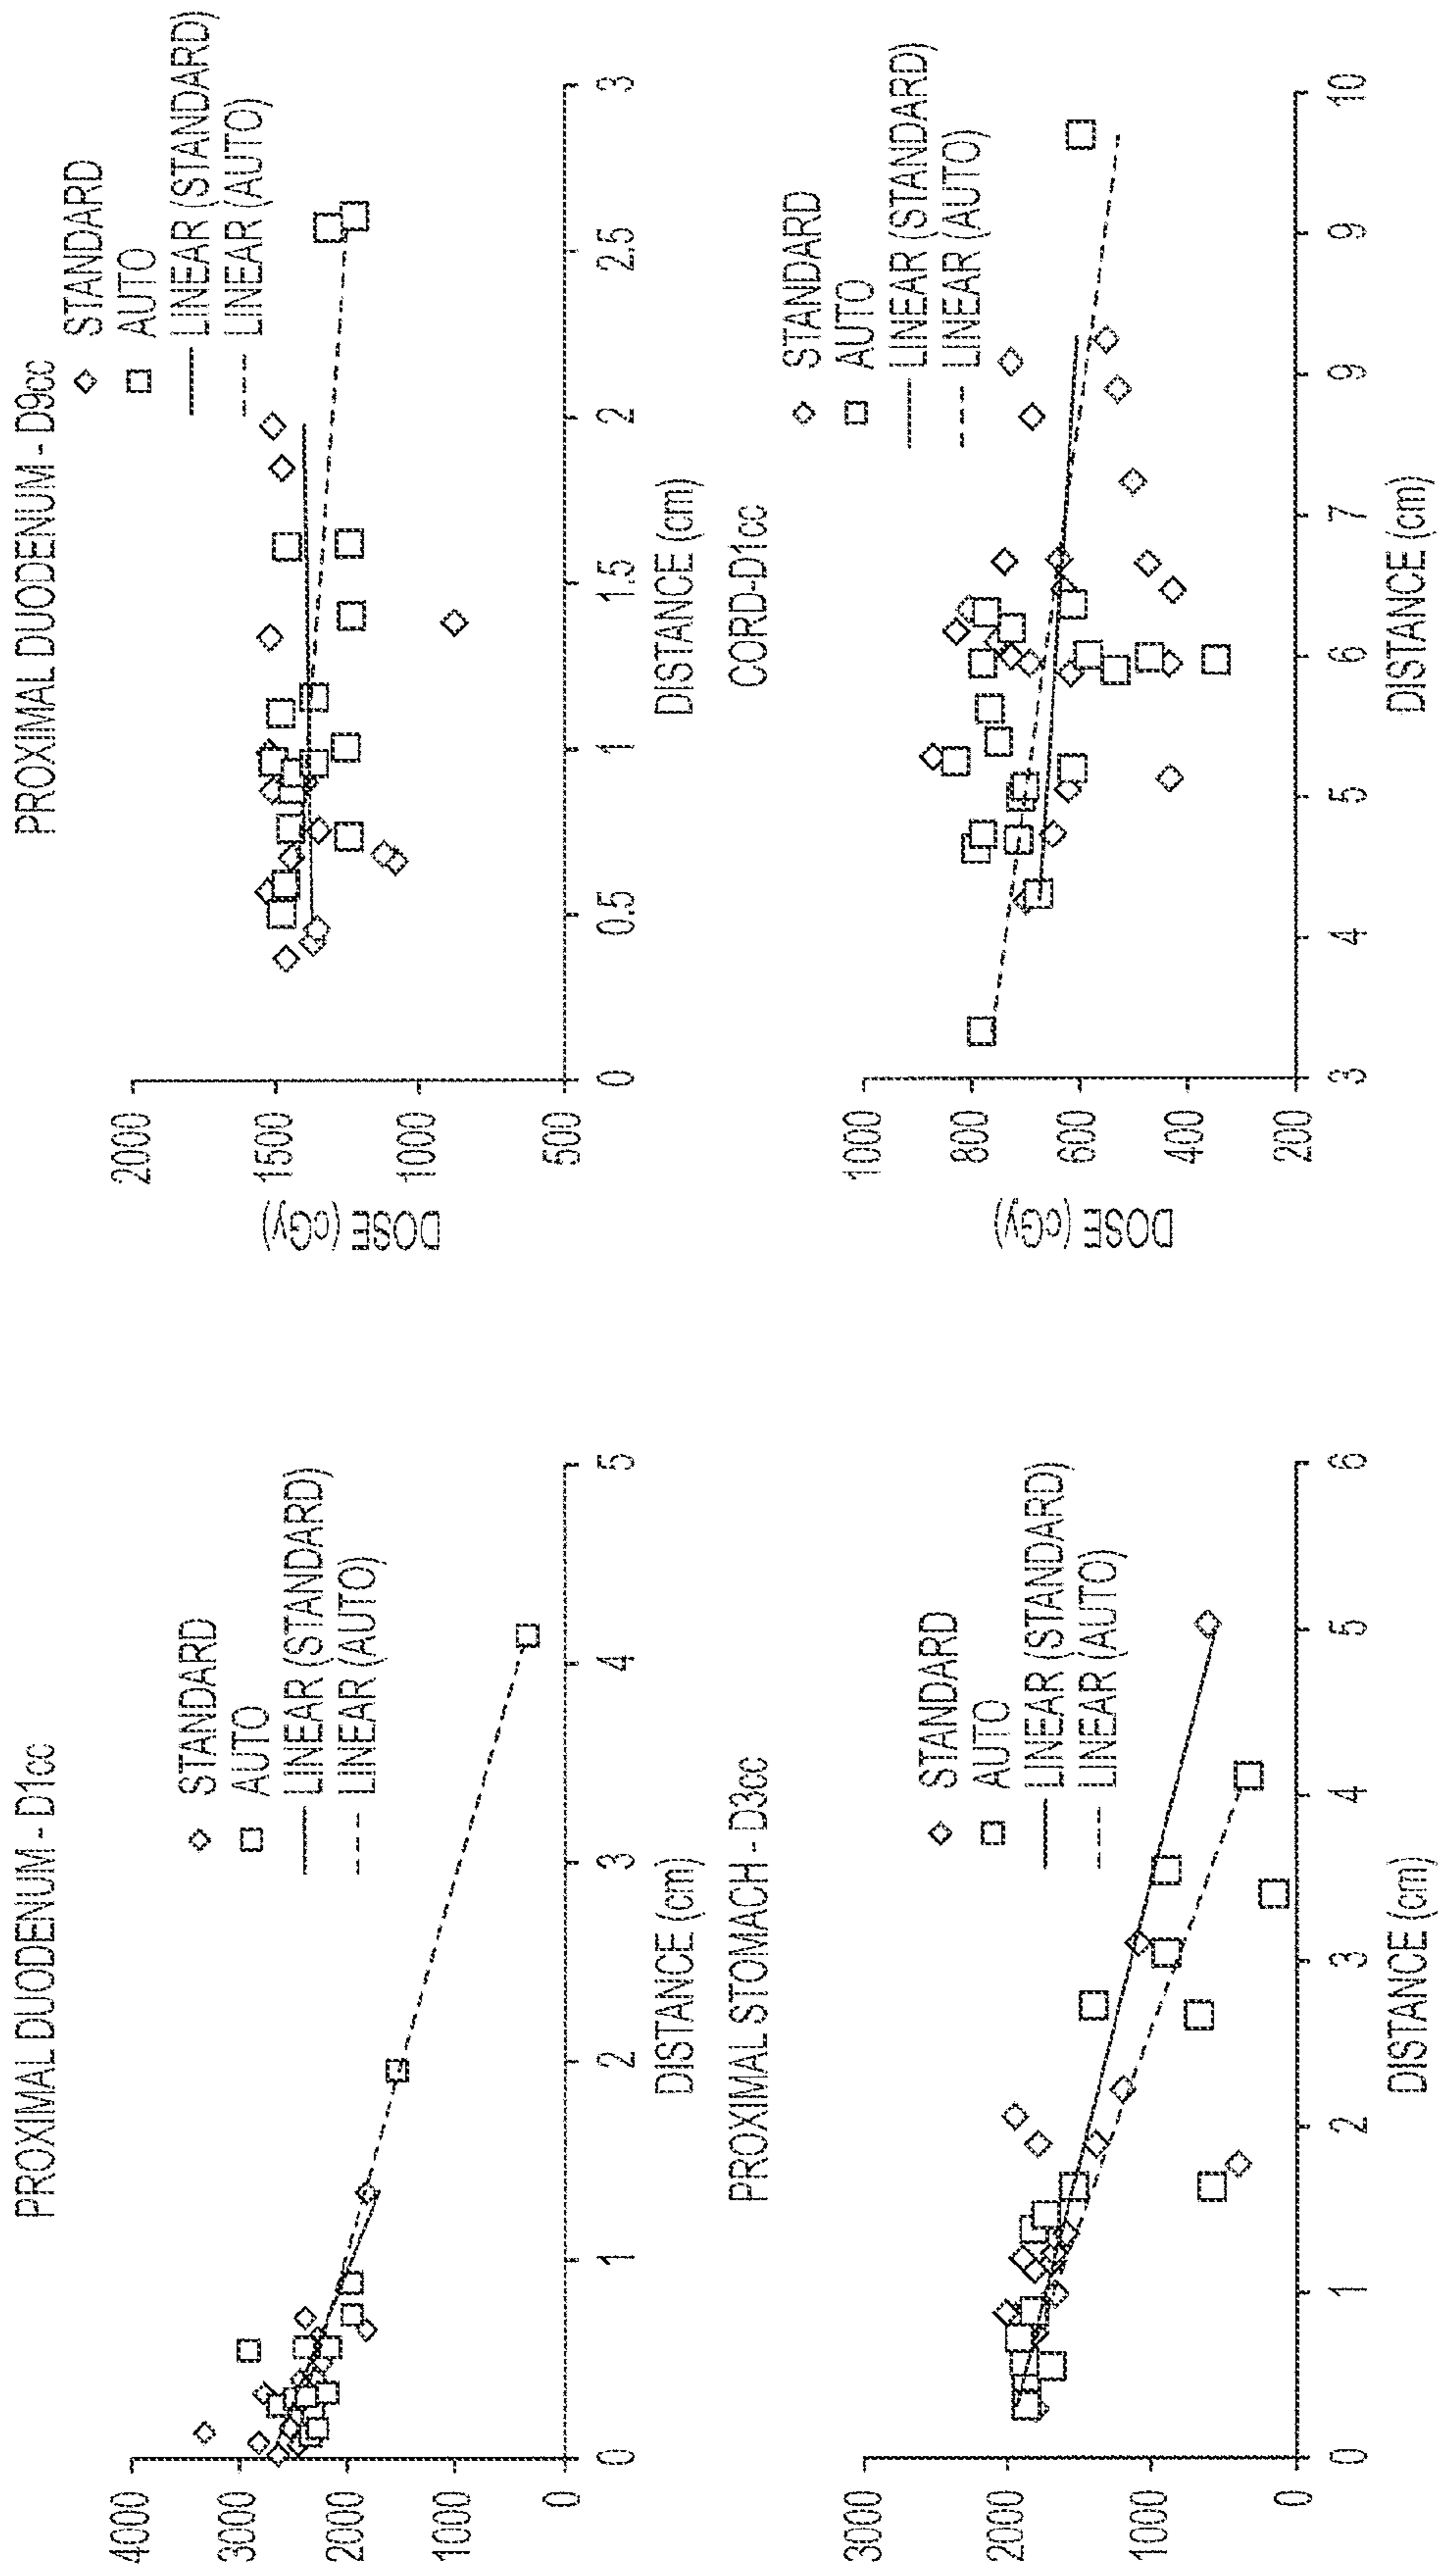 PROXIMAL DUODENUM - D1cc
4000
3000
2000
1000
0
0 1 2 3 4 5
DISTANCE (cm)
STANDARD
AUTO
LINEAR (STANDARD)
LINEAR (AUTO)
PROXIMAL DUODENUM - D9cc
DOSE (cGy)
2000
1500
1000
500
0 0.5 1 1.5 2 2.5 3
DISTANCE (cm)
STANDARD
AUTO
LINEAR (STANDARD)
LINEAR (AUTO)
PROXIMAL STOMACH - D3cc
3000
2000
1000
0
0 1 2 3 4 5 6
DISTANCE (cm)
STANDARD
AUTO
LINEAR (STANDARD)
LINEAR (AUTO)
CORD-D1cc
DOSE (cGy)
1000
800
600
400
200
3 4 5 6 7 9 9 10
DISTANCE (cm)
STANDARD
AUTO
LINEAR (STANDARD)
LINEAR (AUTO)